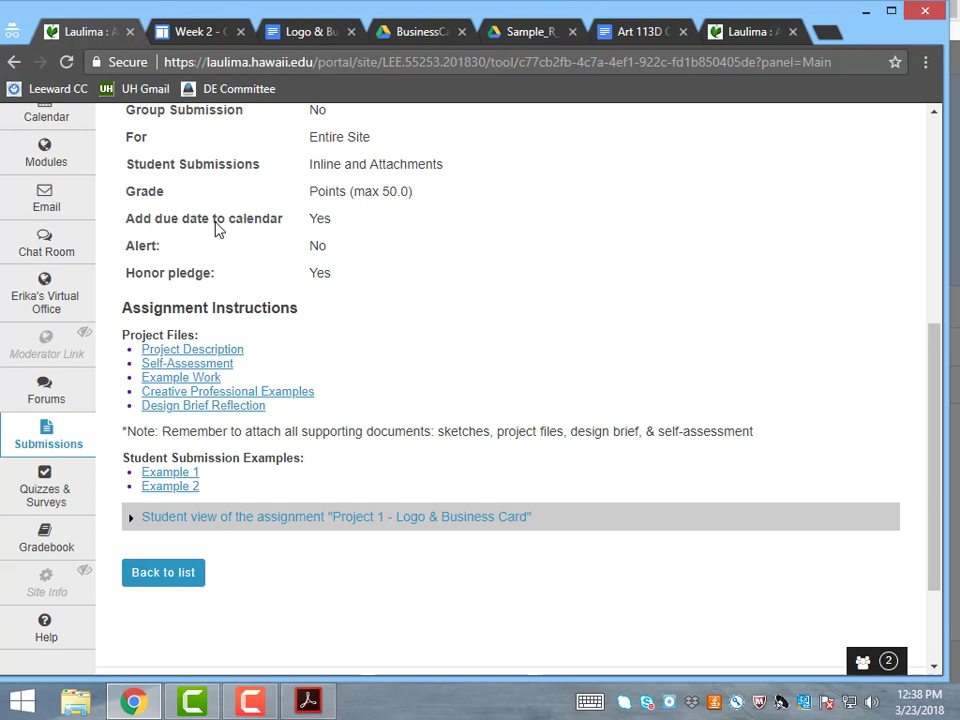 Laulima : A
Week 2 - C
Logo & Bu
BusinessCa
Sample_R_
Art 113D C
Laulima : A
Secure
https://laulima.hawaii.edu/portal/site/LEE.55253.201830/tool/c77cb2fb-4c7a-4ef1-922c-fd1b850405de?panel=Main
Leeward CC
UH
UH Gmail
DE Committee
Calendar
Modules
Email
Chat Room
Erika's Virtual
Office
Moderator Link
Forums
Submissions
Quizzes &
Surveys
Gradebook
Site Info
Help
Group Submission No
For Entire Site
Student Submissions Inline and Attachments
Grade Points (max 50.0)
Add due date to calendar Yes
Alert: No
Honor pledge: Yes
Assignment Instructions
Project Files:
Project Description
Self-Assessment
Example Work
Creative Professional Examples
Design Brief Reflection
*Note: Remember to attach all supporting documents: sketches, project files, design brief, & self-assessment
Student Submission Examples:
Example 1
Example 2
Student view of the assignment "Project 1 - Logo & Business Card"
Back to list
2
12:38 PM
3/23/2018